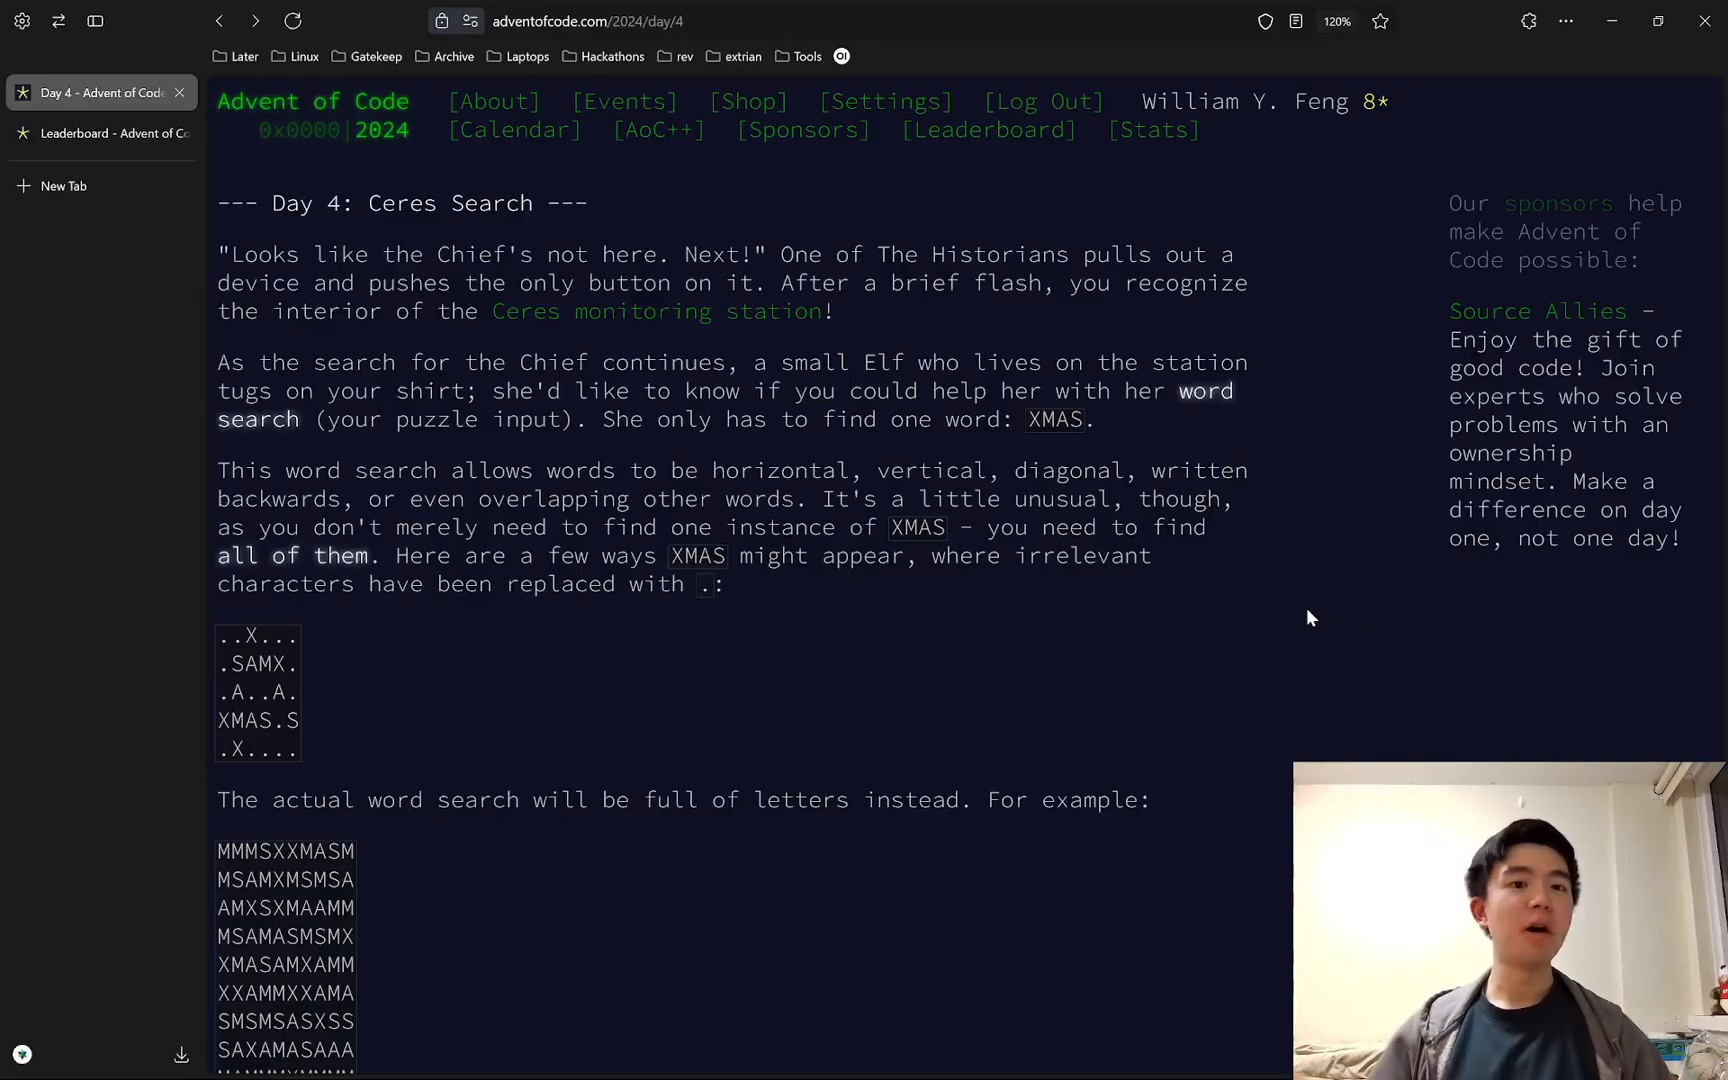 adventofcode.com/2024/day/4
120%
Later
Linux
Gatekeep
Archive
Laptops
Hackathons
rev
extrian
Tools
Day 4 - Advent of Code
Leaderboard - Advent of Co
New Tab
Advent of Code [About] [Events] [Shop] [Settings] [Log Out] William Y. Feng 8*
0x0000|2024 [Calendar] [AoC++] [Sponsors] [Leaderboard] [Stats]
--- Day 4: Ceres Search ---
"Looks like the Chief's not here. Next!" One of The Historians pulls out a
device and pushes the only button on it. After a brief flash, you recognize
the interior of the Ceres monitoring station!
As the search for the Chief continues, a small Elf who lives on the station
tugs on your shirt; she'd like to know if you could help her with her word
search (your puzzle input). She only has to find one word: XMAS.
This word search allows words to be horizontal, vertical, diagonal, written
backwards, or even overlapping other words. It's a little unusual, though,
as you don't merely need to find one instance of XMAS - you need to find
all of them. Here are a few ways XMAS might appear, where irrelevant
characters have been replaced with .:
..X...
.SAMX.
.A..A.
XMAS.S
.X....
The actual word search will be full of letters instead. For example:
MMMSXXMASM
MSAMXMSMSA
AMXSXMAAMM
MSAMASMSMX
XMASAMXAMM
XXAMMXXAMA
SMSMSASXSS
SAXAMASAAA
Our sponsors help
make Advent of
Code possible:
Source Allies -
Enjoy the gift of
good code! Join
experts who solve
problems with an
ownership
mindset. Make a
difference on day
one, not one day!